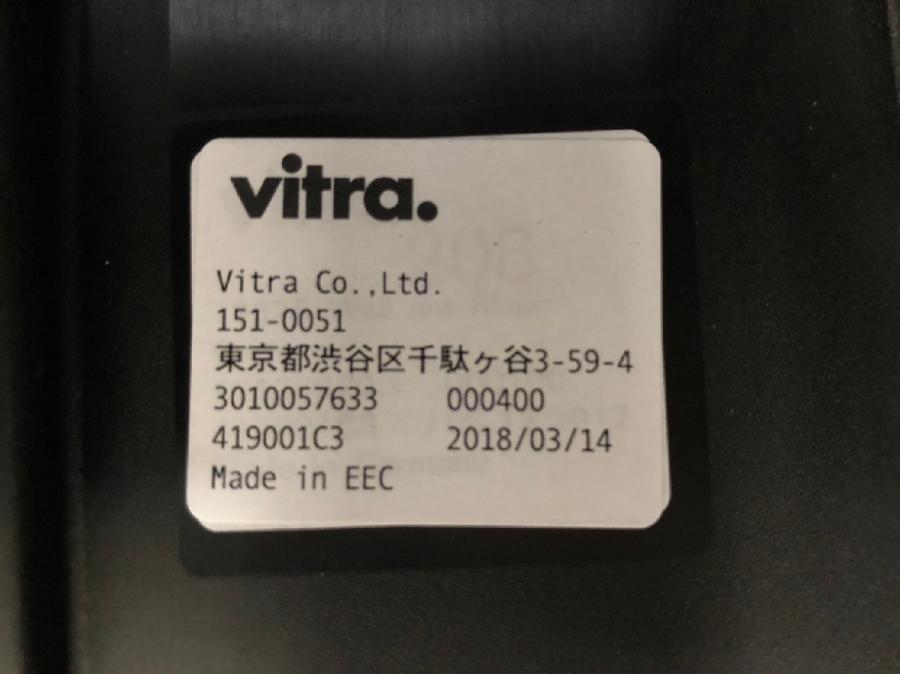 vitra.
Vitra Co.,Ltd.
151-0051
東京都渋谷区千駄ヶ谷3-59-4
3010057633 000400
419001C3 2018/03/14
Made in EEC